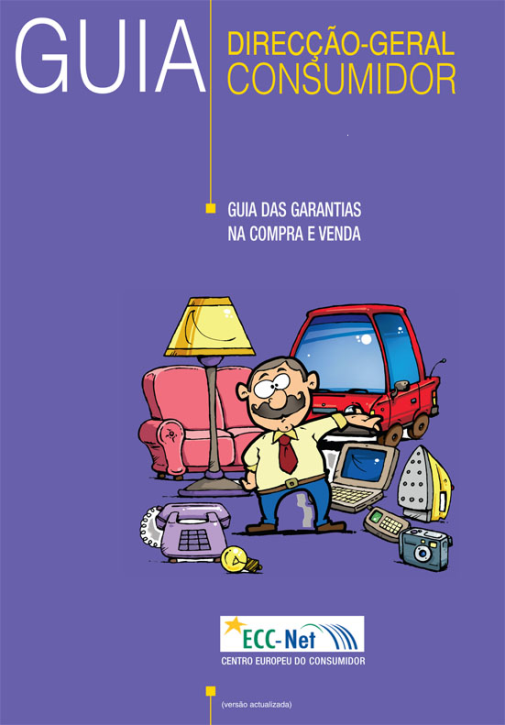 GUIA
DIRECÇÃO-GERAL
CONSUMIDOR
GUIA DAS GARANTIAS
NA COMPRA E VENDA
ECC-Net
CENTRO EUROPEU DO CONSUMIDOR
(versão actualizada)